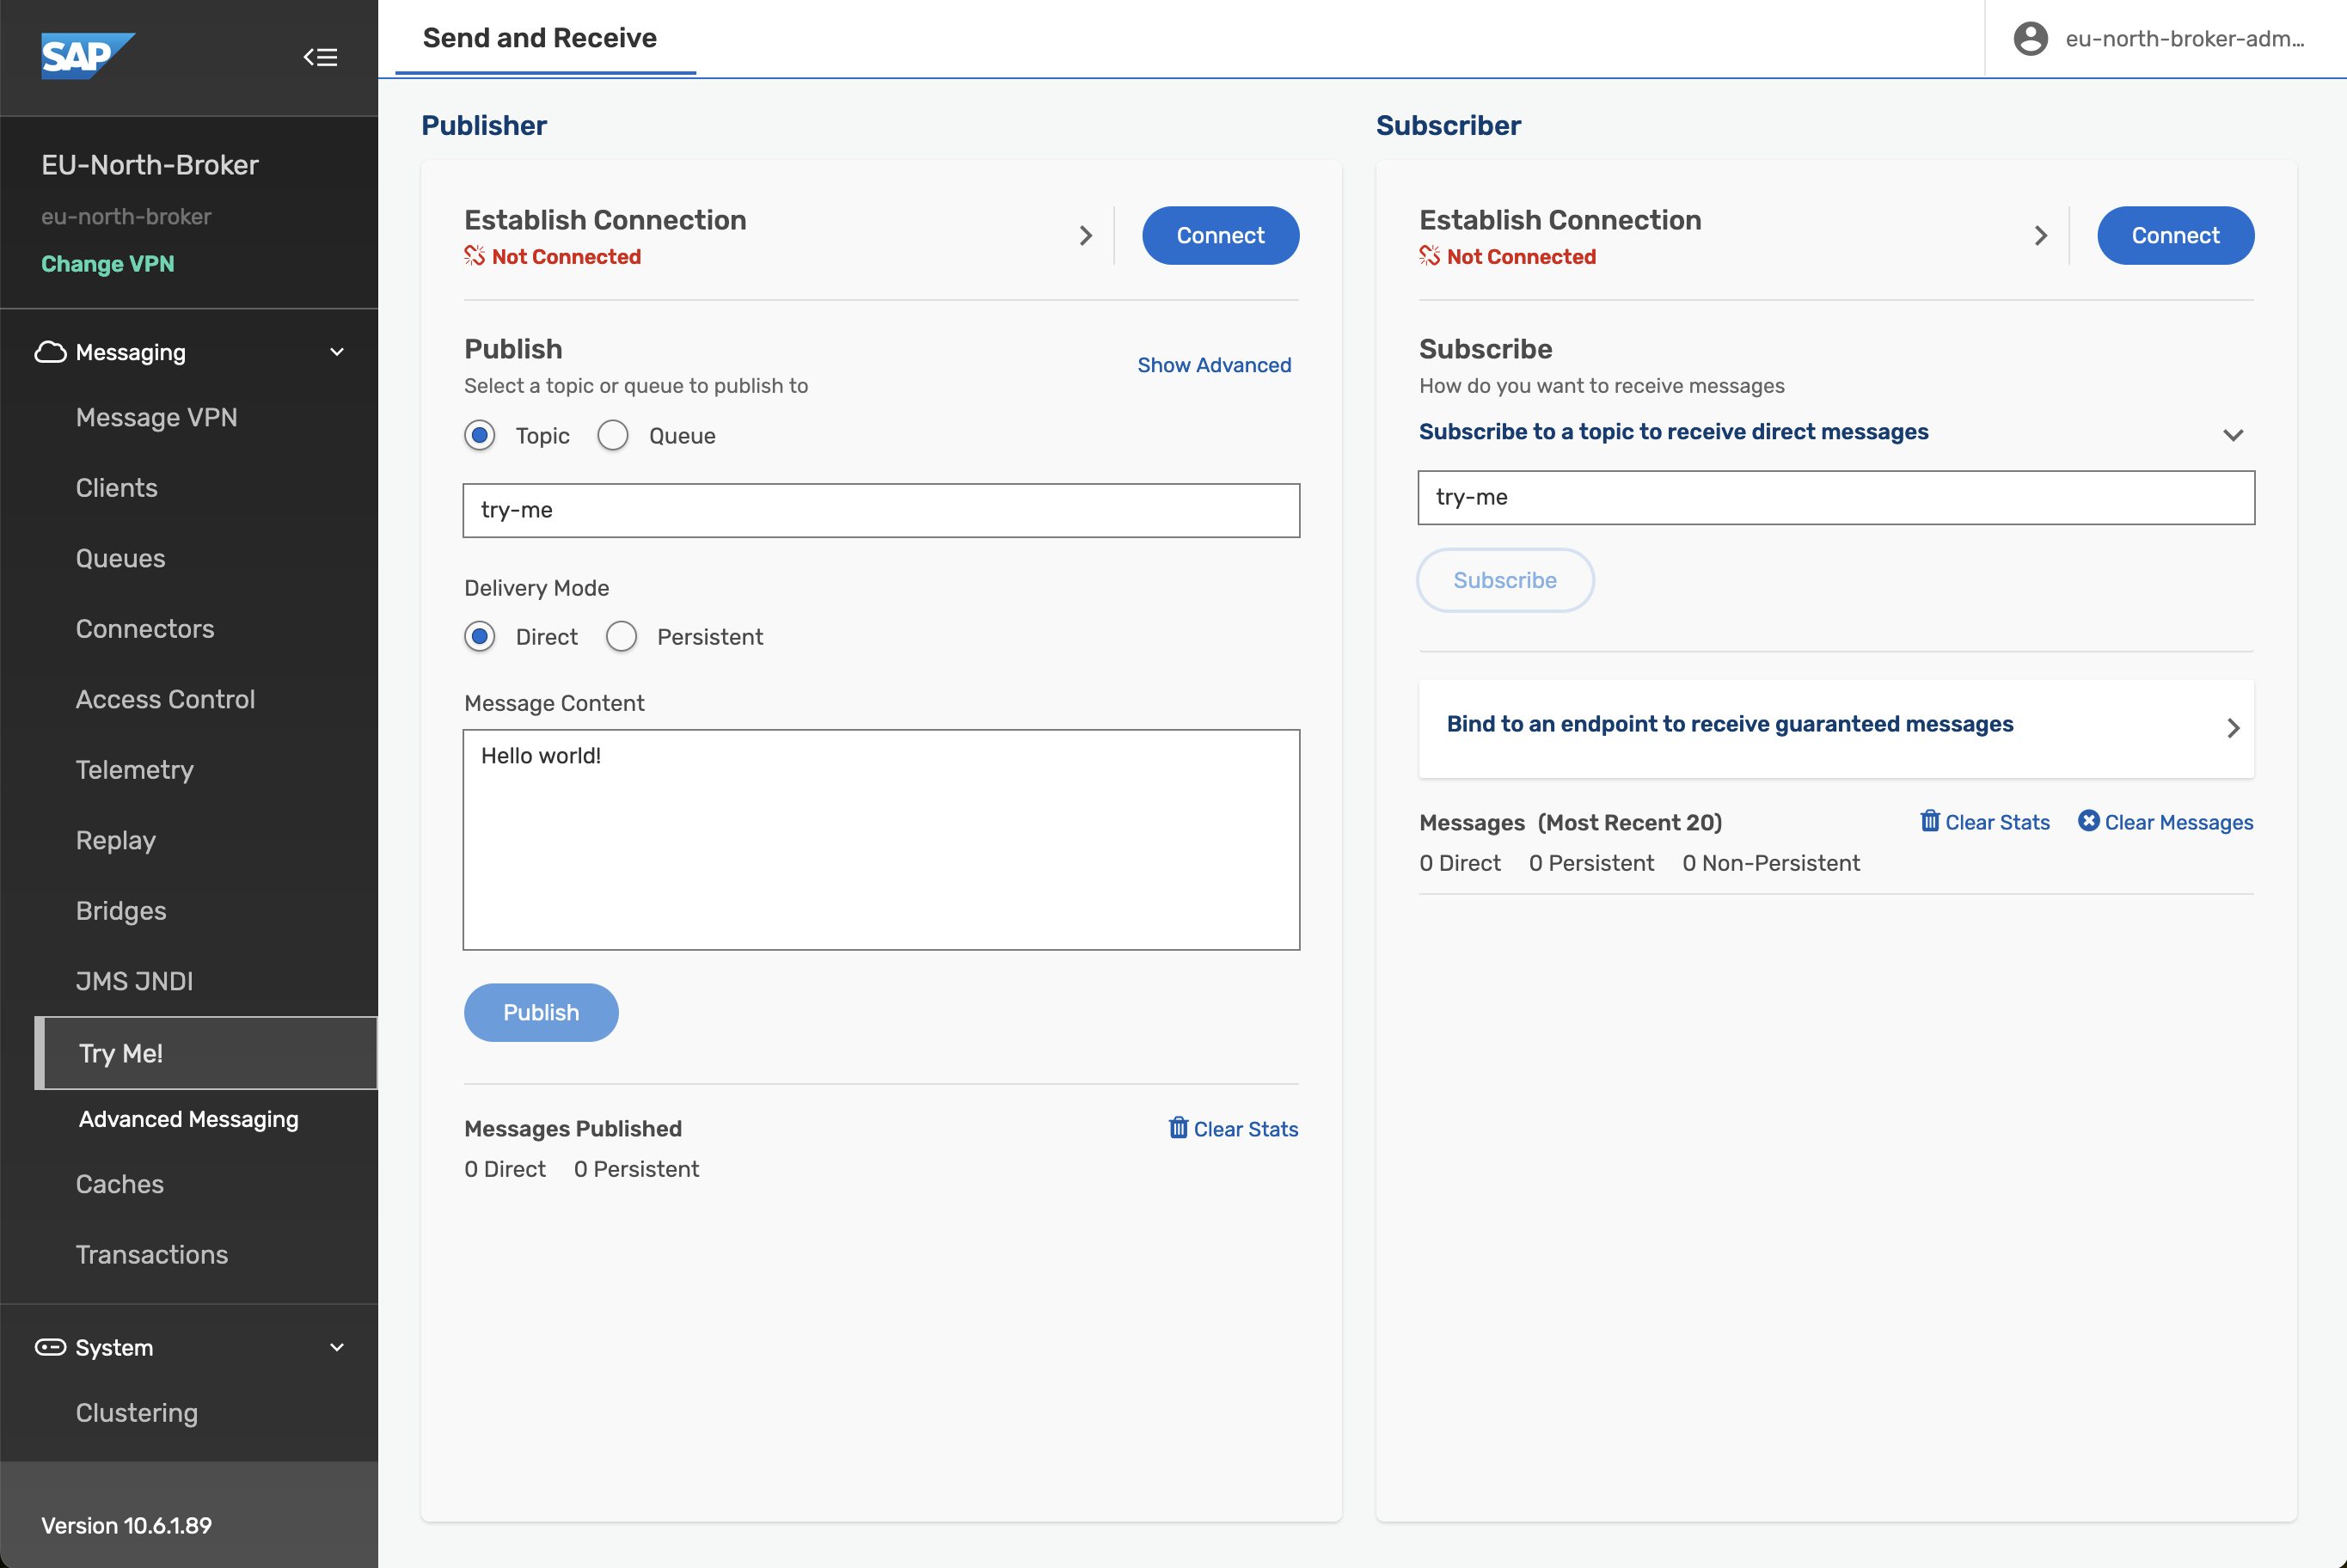 SAP
EU-North-Broker
eu-north-broker
Change VPN
Messaging
Message VPN
Clients
Queues
Connectors
Access Control
Telemetry
Replay
Bridges
JMS JNDI
Try Me!
Advanced Messaging
Caches
Transactions
System
Clustering
Version 10.6.1.89
Send and Receive
eu-north-broker-adm...
Publisher
Establish Connection
Not Connected
Connect
Publish
Select a topic or queue to publish to
Show Advanced
Topic
Queue
try-me
Delivery Mode
Direct
Persistent
Message Content
Hello world!
Publish
Messages Published
Clear Stats
0 Direct 0 Persistent
Subscriber
Establish Connection
Not Connected
Connect
Subscribe
How do you want to receive messages
Subscribe to a topic to receive direct messages
try-me
Subscribe
Bind to an endpoint to receive guaranteed messages
Messages (Most Recent 20)
Clear Stats
Clear Messages
0 Direct 0 Persistent 0 Non-Persistent